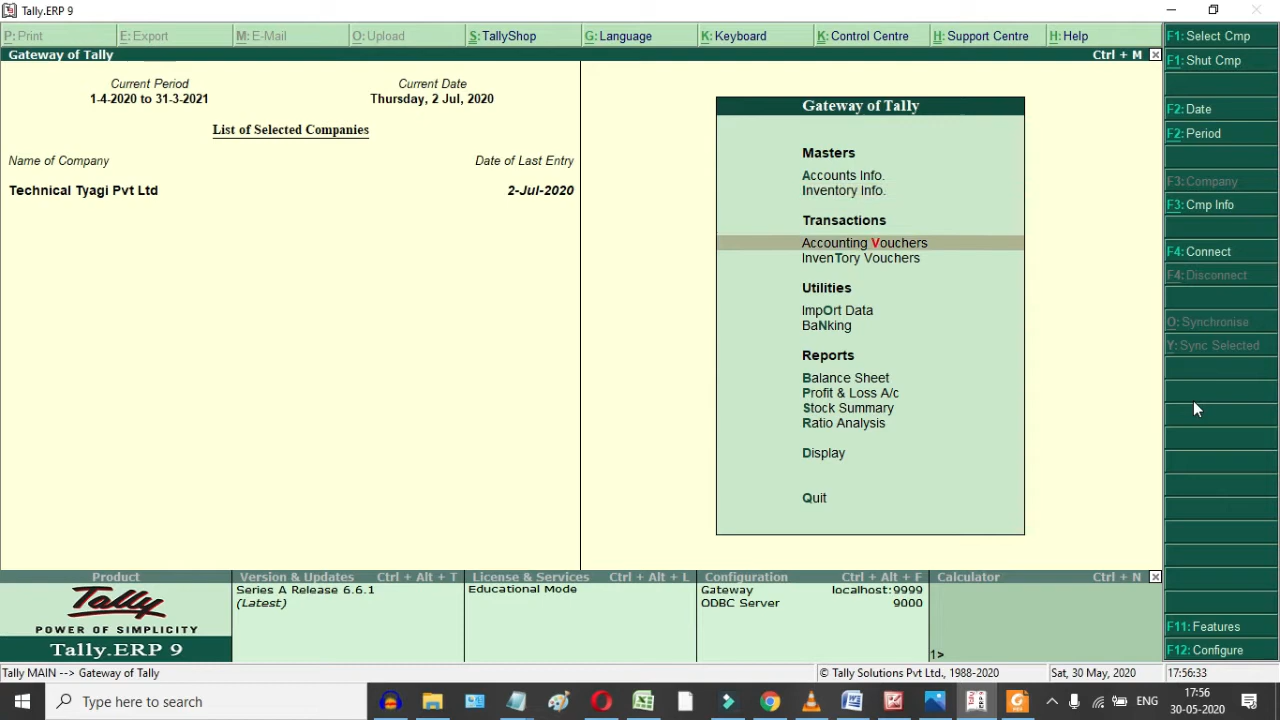 Tally.ERP 9
P: Print E: Export M: E-Mail O: Upload S: TallyShop G: Language K: Keyboard K: Control Centre H: Support Centre H: Help
Gateway of Tally Ctrl + M
Current Period Current Date
1-4-2020 to 31-3-2021 Thursday, 2 Jul, 2020
List of Selected Companies
Name of Company Date of Last Entry
Technical Tyagi Pvt Ltd 2-Jul-2020
Gateway of Tally
Masters
Accounts Info.
Inventory Info.
Transactions
Accounting Vouchers
InvenTory Vouchers
Utilities
ImpOrt Data
BaNking
Reports
Balance Sheet
Profit & Loss A/c
Stock Summary
Ratio Analysis
Display
Quit
F1: Select Cmp
F1: Shut Cmp
F2: Date
F2: Period
F3: Company
F3: Cmp Info
F4: Connect
F4: Disconnect
O: Synchronise
Y: Sync Selected
F11: Features
F12: Configure
Product
Tally
POWER OF SIMPLICITY
Tally.ERP 9
Version & Updates Ctrl + Alt + T
Series A Release 6.6.1
(Latest)
License & Services Ctrl + Alt + L
Educational Mode
Configuration Ctrl + Alt + F
Gateway localhost:9999
ODBC Server 9000
Calculator Ctrl + N
1>
Tally MAIN --> Gateway of Tally © Tally Solutions Pvt Ltd., 1988-2020 Sat, 30 May, 2020 17:56:33
Type here to search
ENG
17:56
30-05-2020